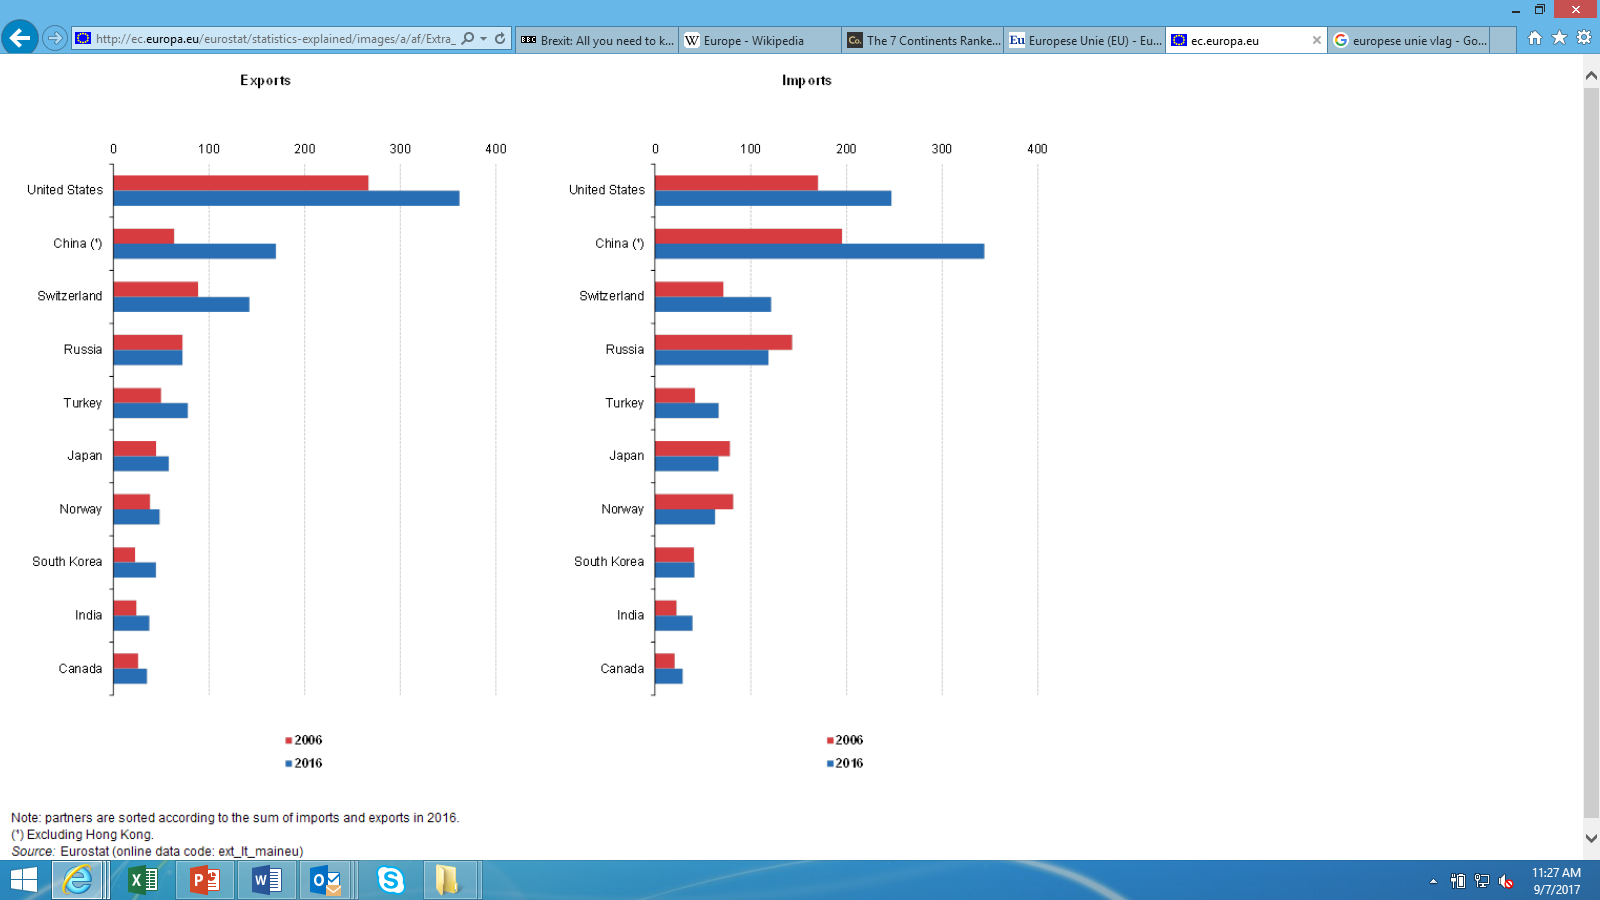 http://ec.europa.eu/eurostat/statistics-explained/images/a/af/Extra_
BBC Brexit: All you need to k...
W Europe - Wikipedia
Co. The 7 Continents Ranke...
Eu Europese Unie (EU) - Eu...
ec.europa.eu
G europese unie vlag - Go...
Exports
0 100 200 300 400
United States
China (¹)
Switzerland
Russia
Turkey
Japan
Norway
South Korea
India
Canada
2006
2016
Imports
0 100 200 300 400
United States
China (¹)
Switzerland
Russia
Turkey
Japan
Norway
South Korea
India
Canada
2006
2016
Note: partners are sorted according to the sum of imports and exports in 2016.
(¹) Excluding Hong Kong.
Source: Eurostat (online data code: ext_lt_maineu)
11:27 AM
9/7/2017